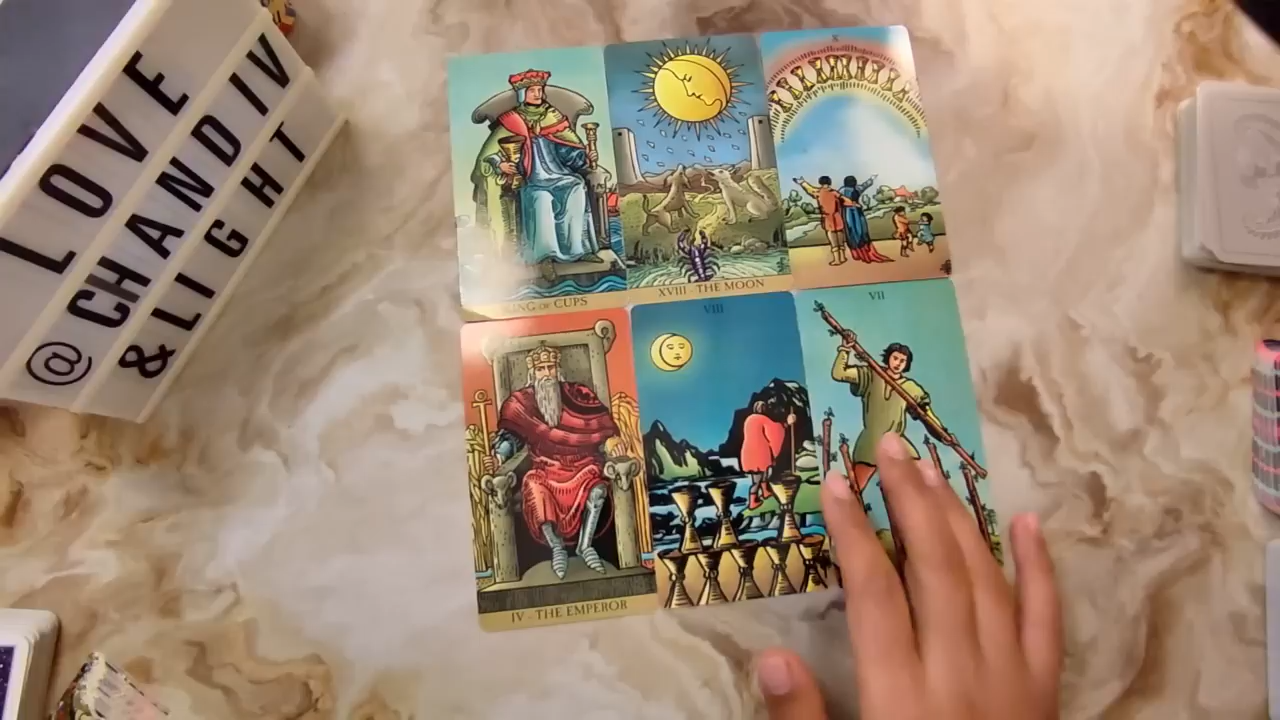 LOVE
@CHANDIV
&LIGHT
X
KING OF CUPS
XVIII - THE MOON
VIII
VII
IV - THE EMPEROR